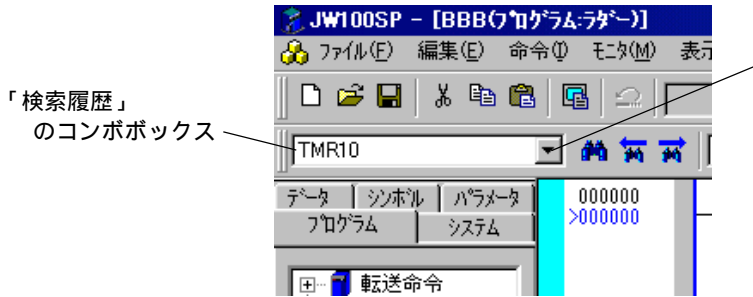 JW100SP - [BBB(ﾌﾟﾛｸﾞﾗﾑ:ﾗﾀﾞｰ)]
ﾌｧｲﾙ(F) 編集(E) 命令(I) ﾓﾆﾀ(M) 表示
「検索履歴」
のコンボボックス
TMR10
ﾃﾞｰﾀ ｼﾝﾎﾞﾙ ﾊﾟﾗﾒｰﾀ
ﾌﾟﾛｸﾞﾗﾑ ｼｽﾃﾑ
000000
>000000
転送命令